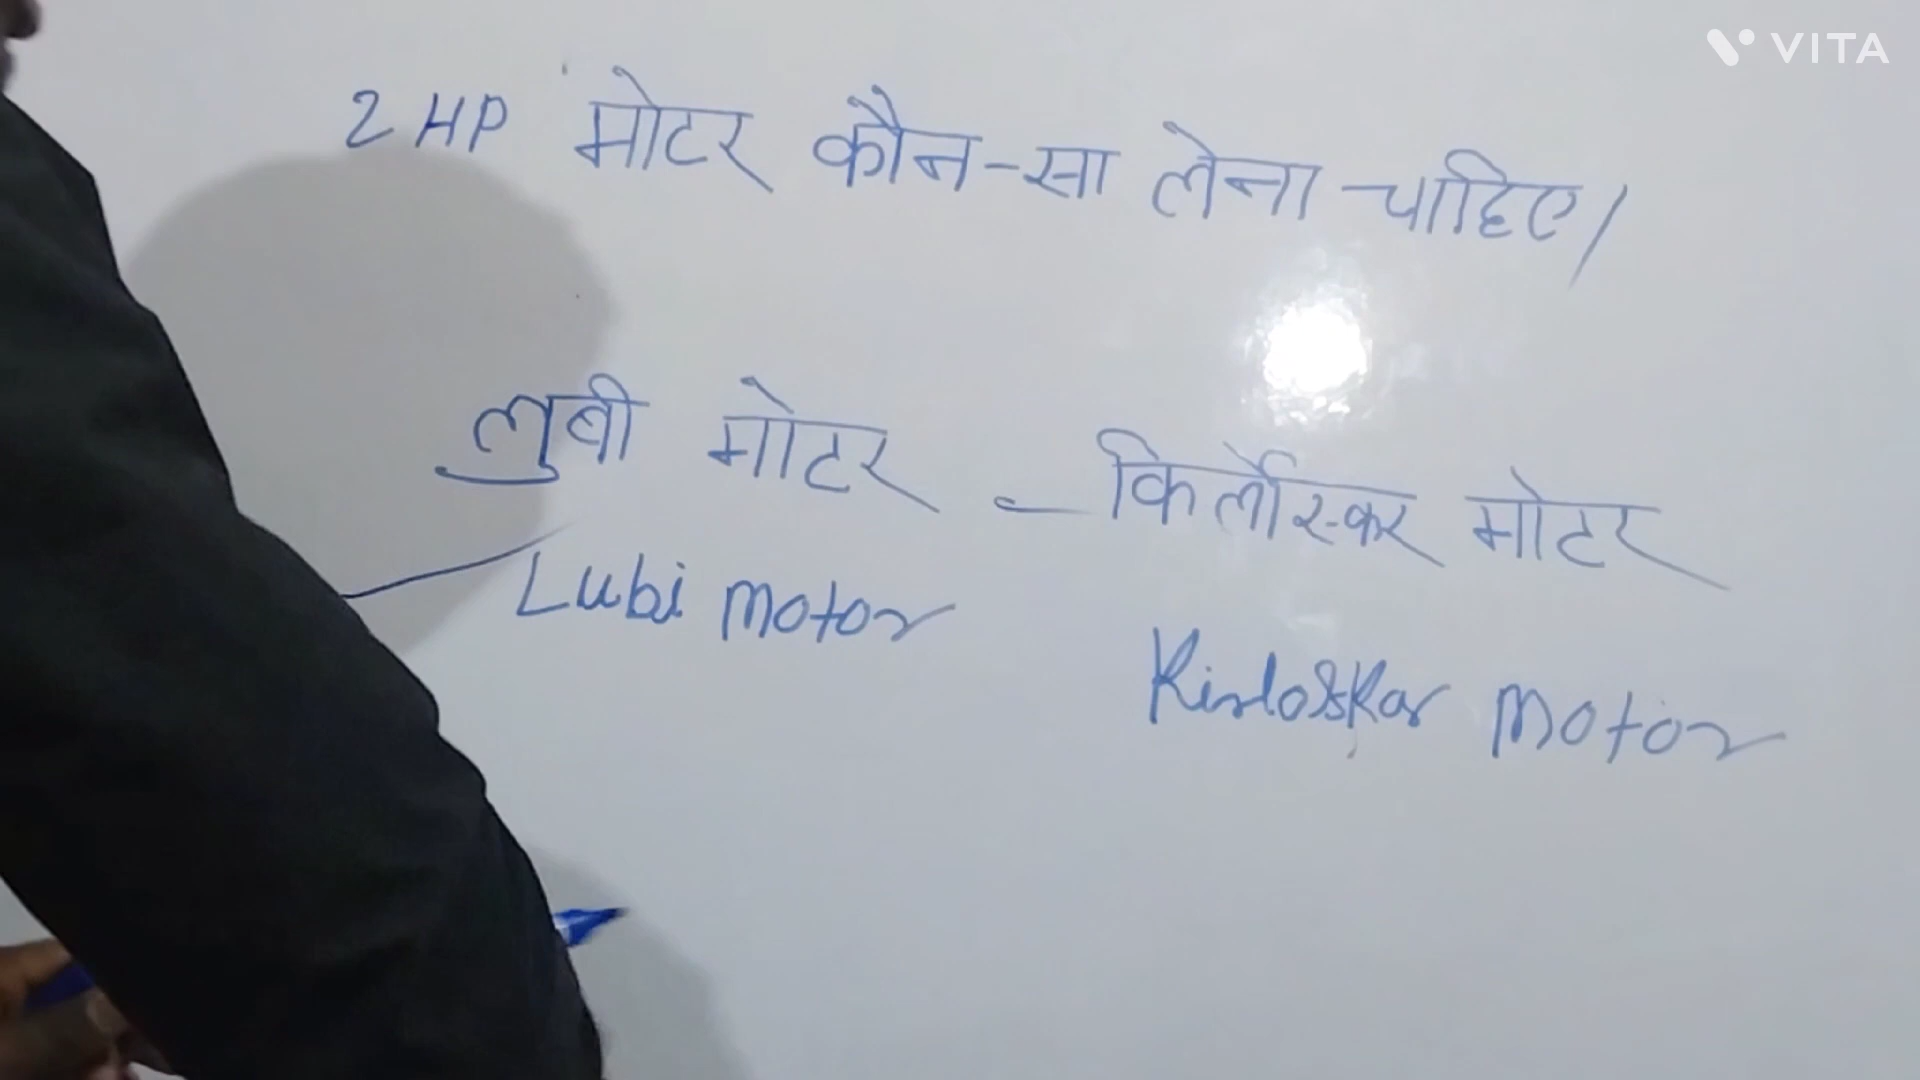 VITA
2 HP मोटर कौन-सा लेना चाहिए।
लुबी मोटर - किर्लोस्कर मोटर
Lubi motor
Kirloskar motor